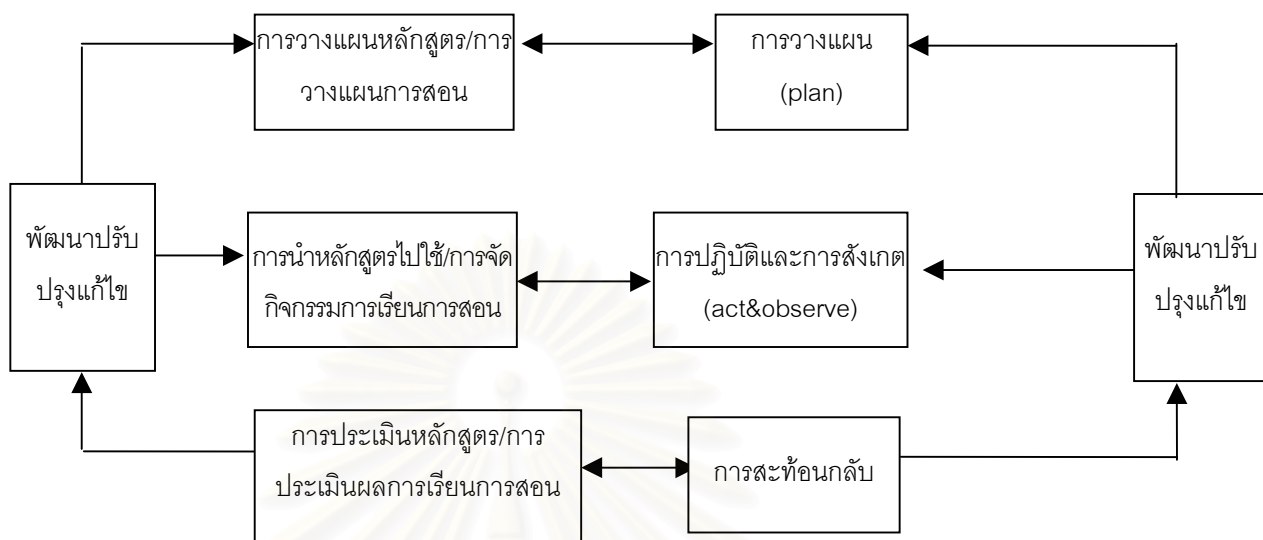 การวางแผนหลักสูตร/การ
วางแผนการสอน
การวางแผน
(plan)
พัฒนาปรับ
ปรุงแก้ไข
การนำหลักสูตรไปใช้/การจัด
กิจกรรมการเรียนการสอน
การปฏิบัติและการสังเกต
(act&observe)
พัฒนาปรับ
ปรุงแก้ไข
การประเมินหลักสูตร/การ
ประเมินผลการเรียนการสอน
การสะท้อนกลับ